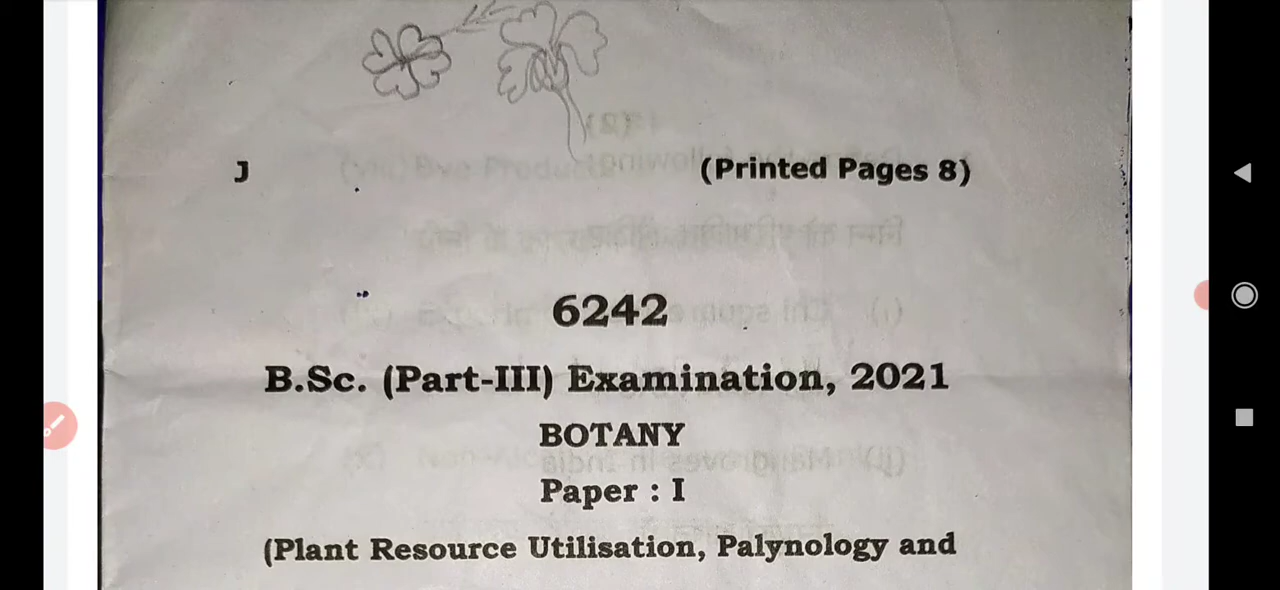 J (Printed Pages 8)
6242
B.Sc. (Part-III) Examination, 2021
BOTANY
Paper : I
(Plant Resource Utilisation, Palynology and